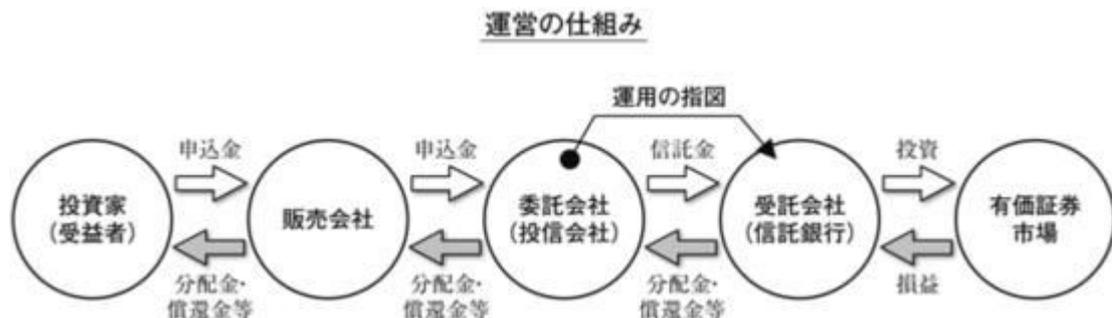 運営の仕組み
運用の指図
申込金
申込金
信託金
投資
投資家
(受益者)
販売会社
委託会社
(投信会社)
受託会社
(信託銀行)
有価証券
市場
分配金・
償還金等
分配金・
償還金等
分配金・
償還金等
損益